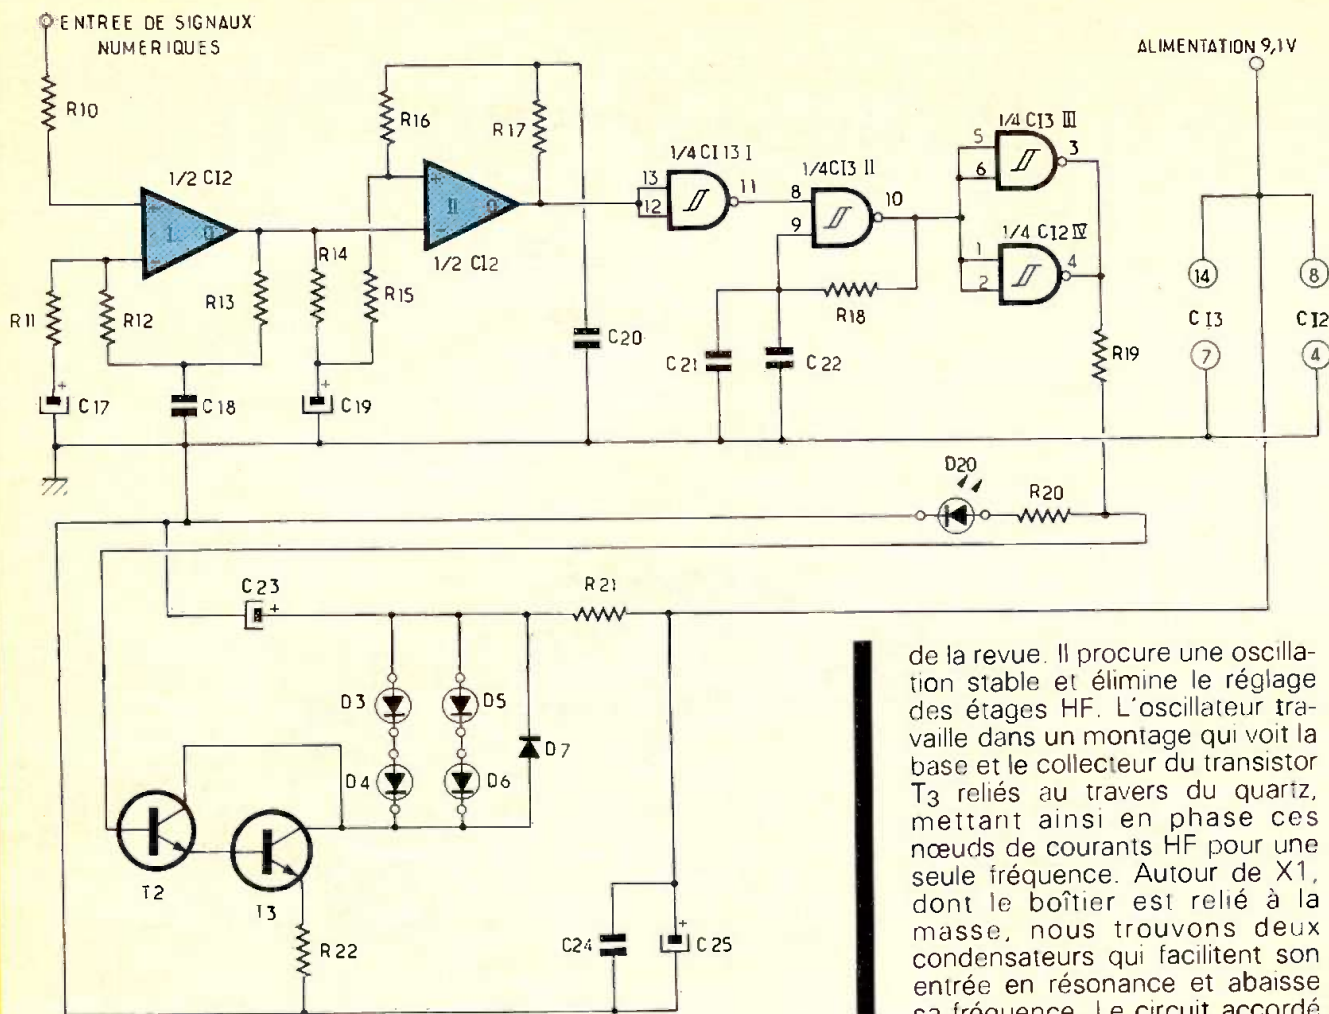 ENTREE DE SIGNAUX
NUMERIQUES
ALIMENTATION 9,1V
R10
R16
R17
1/2 CI2
+
I
-
+
II
-
1/2 CI2
1/4 CI 13 I
13
12
11
1/4 CI3 II
8
9
10
1/4 CI3 III
5
6
3
1/4 CI2 IV
1
2
4
14
8
CI3
CI2
7
4
R11
R12
R13
R14
R15
R18
R19
C20
C21
C22
+
C17
C18
+
C19
D20
R20
C23
+
R21
D3
D5
D4
D6
D7
T2
T3
R22
C24
+
C25
de la revue. Il procure une oscilla-
tion stable et élimine le réglage
des étages HF. L'oscillateur tra-
vaille dans un montage qui voit la
base et le collecteur du transistor
T3 reliés au travers du quartz,
mettant ainsi en phase ces
nœuds de courants HF pour une
seule fréquence. Autour de X1,
dont le boîtier est relié à la
masse, nous trouvons deux
condensateurs qui facilitent son
entrée en résonance et abaisse
sa fréquence. Le circuit accordé